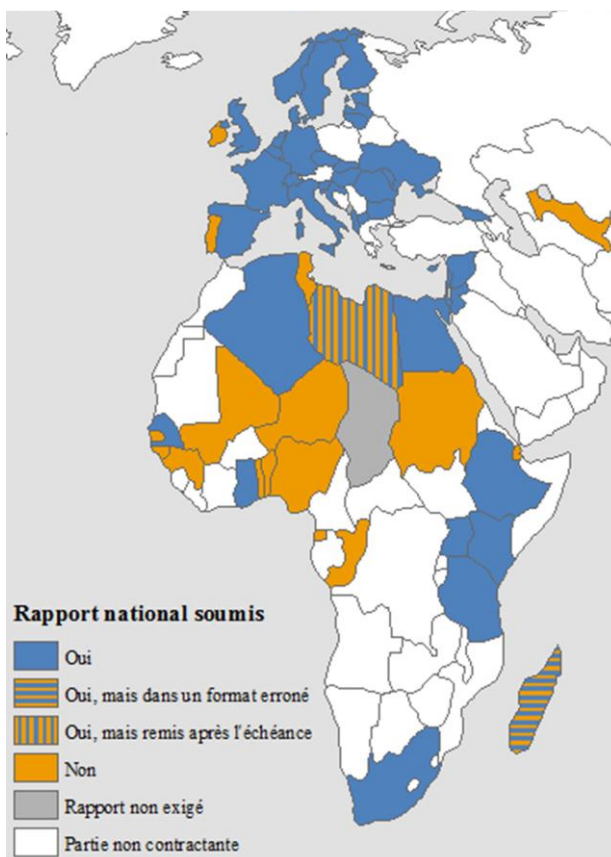 Rapport national soumis
Oui
Oui, mais dans un format erroné
Oui, mais remis après l'échéance
Non
Rapport non exigé
Partie non contractante